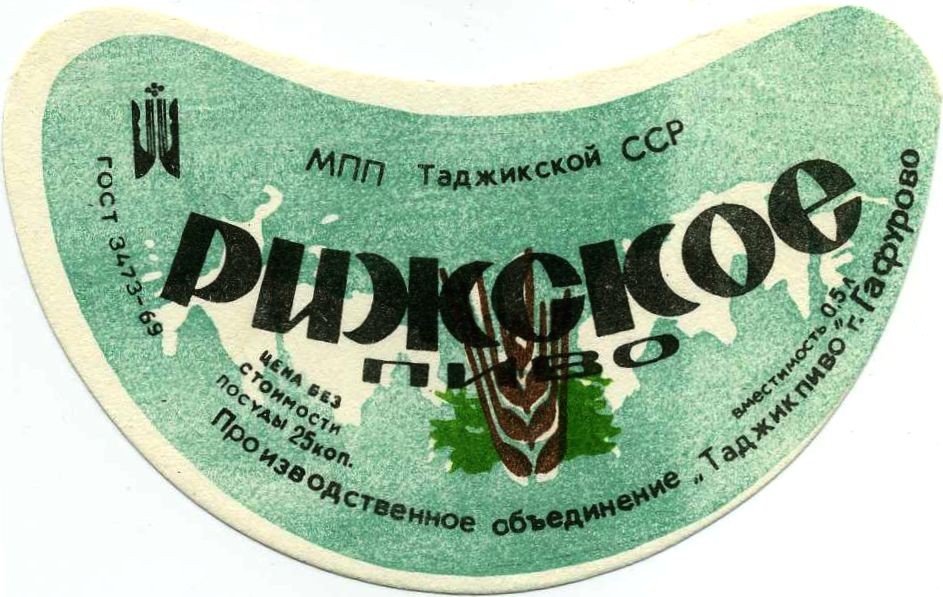 МПП Таджикской ССР
ГОСТ 3473-69
Рижское
пиво
ЦЕНА БЕЗ
СТОИМОСТИ
ПОСУДЫ 25коп.
вместимость 0,5 л
Производственное объединение „Таджикпиво" г. Гафурово